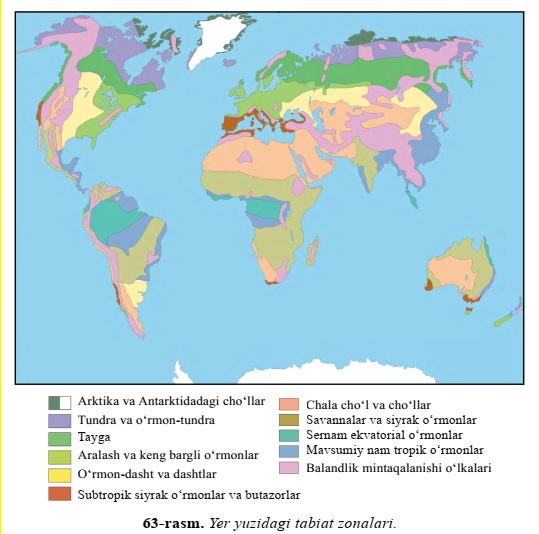 Arktika va Antarktidadagi cho‘llar
Tundra va o‘rmon-tundra
Tayga
Aralash va keng bargli o‘rmonlar
O‘rmon-dasht va dashtlar
Subtropik siyrak o‘rmonlar va butazorlar
Chala cho‘l va cho‘llar
Savannalar va siyrak o‘rmonlar
Sernam ekvatorial o‘rmonlar
Mavsumiy nam tropik o‘rmonlar
Balandlik mintaqalanishi o‘lkalari
63-rasm. Yer yuzidagi tabiat zonalari.